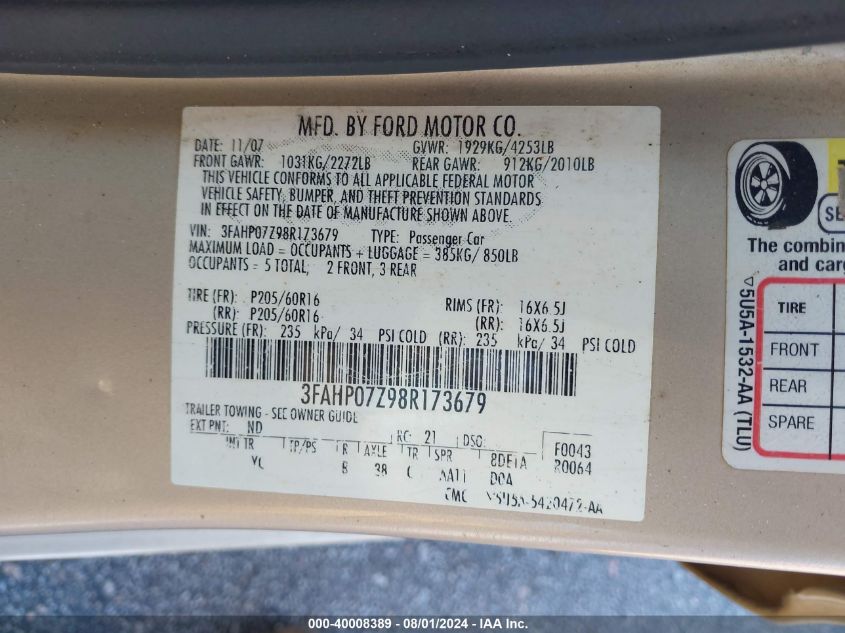 MFD. BY FORD MOTOR CO.
DATE: 11/07 GVWR: 1929KG/4253LB
FRONT GAWR: 1031KG/2272LB REAR GAWR: 912KG/2010LB
THIS VEHICLE CONFORMS TO ALL APPLICABLE FEDERAL MOTOR
VEHICLE SAFETY, BUMPER, AND THEFT PREVENTION STANDARDS
IN EFFECT ON THE DATE OF MANUFACTURE SHOWN ABOVE.
VIN: 3FAHP07Z98R173679 TYPE: Passenger Car
MAXIMUM LOAD = OCCUPANTS + LUGGAGE = 385KG/ 850LB
OCCUPANTS = 5 TOTAL, 2 FRONT, 3 REAR
TIRE (FR): P205/60R16 RIMS (FR): 16X6.5J
(RR): P205/60R16 (RR): 16X6.5J
PRESSURE (FR): 235 kPa/ 34 PSI COLD (RR): 235 kPa/ 34 PSI COLD
3FAHP07Z98R173679
TRAILER TOWING - SEE OWNER GUIDE
EXT PNT: ND RC: 21 DSO: F0043
INT TR TP/PS R AXLE TR SPR R0064
B 38 C AATT
5U5A-1532-AA (TLU)
The combin
and carg
TIRE
FRONT
REAR
SPARE
000-40008389 - 08/01/2024 - IAA Inc.